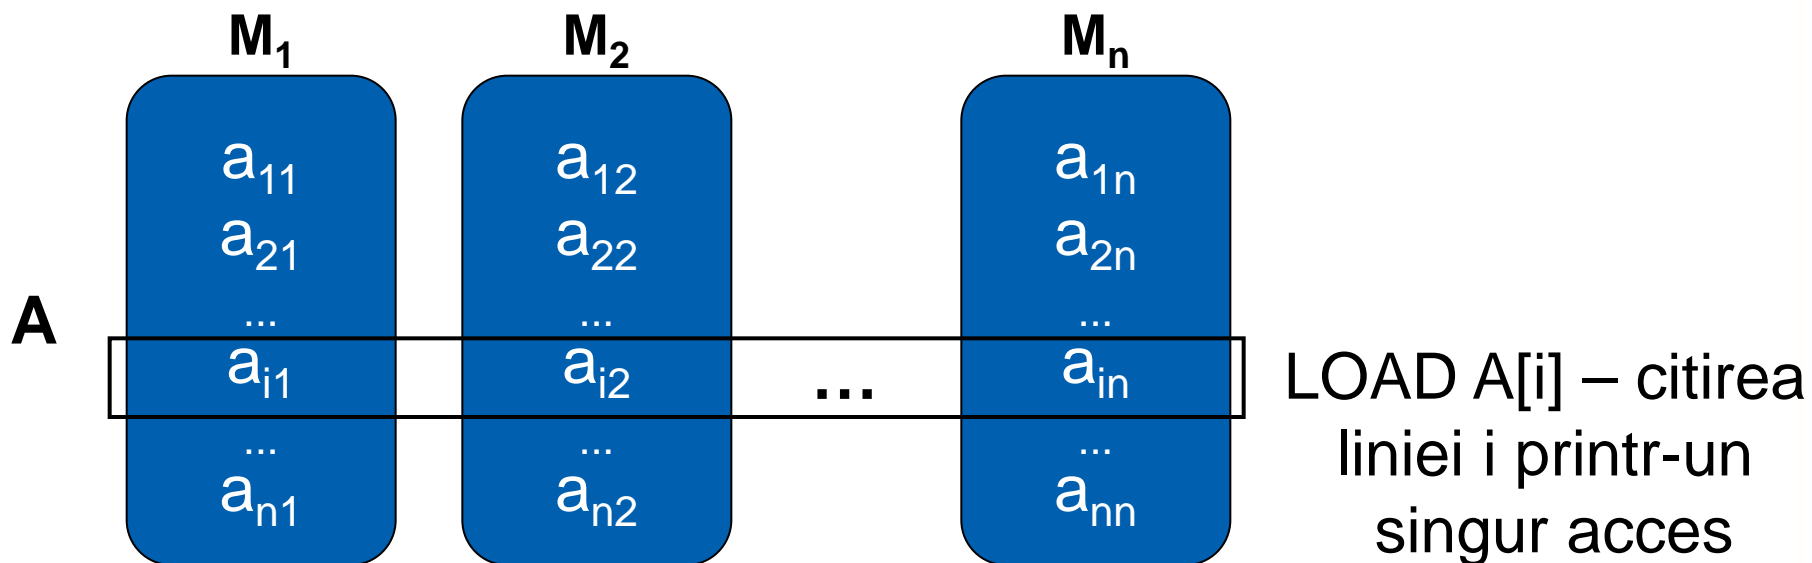 M₁ M₂ Mₙ
a₁₁ a₁₂ a₁ₙ
a₂₁ a₂₂ a₂ₙ
A
... ... ...
aᵢ₁ aᵢ₂ ... aᵢₙ
... ... ...
aₙ₁ aₙ₂ aₙₙ
LOAD A[i] – citirea
liniei i printr-un
singur acces